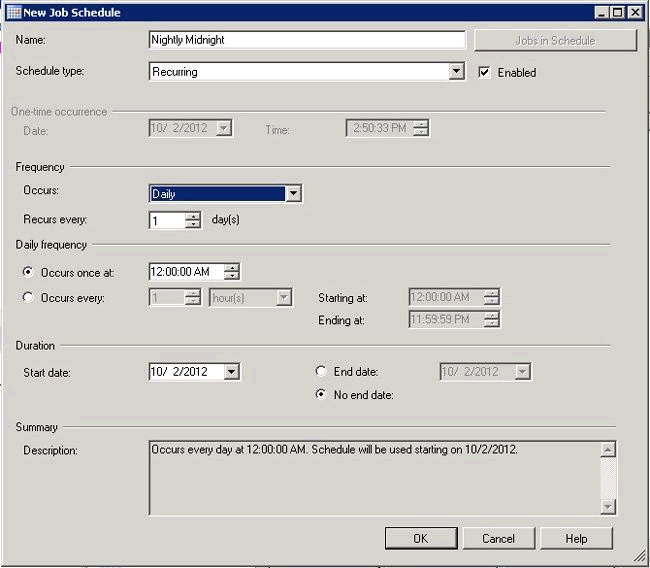 New Job Schedule
Name: Nightly Midnight Jobs in Schedule
Schedule type: Recurring Enabled
One-time occurrence
Date: 10/ 2/2012 Time: 2:50:33 PM
Frequency
Occurs: Daily
Recurs every: 1 day(s)
Daily frequency
Occurs once at: 12:00:00 AM
Occurs every: 1 hour(s) Starting at: 12:00:00 AM
Ending at: 11:59:59 PM
Duration
Start date: 10/ 2/2012 End date: 10/ 2/2012
No end date:
Summary
Description: Occurs every day at 12:00:00 AM. Schedule will be used starting on 10/2/2012.
OK Cancel Help